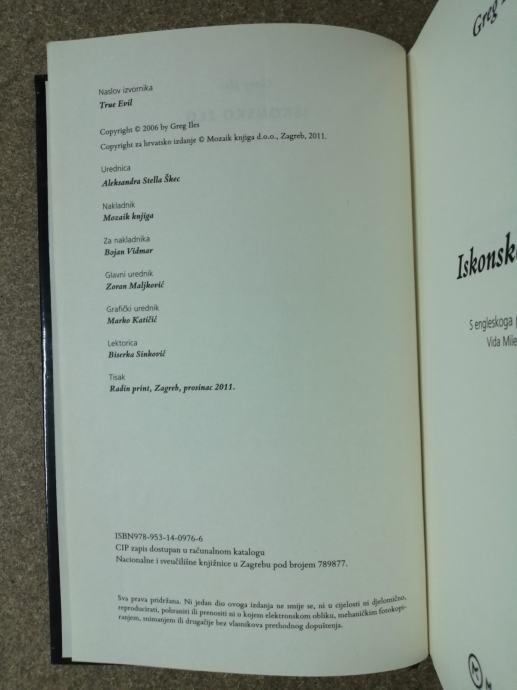 Naslov izvornika
True Evil
Copyright © 2006 by Greg Iles
Copyright za hrvatsko izdanje © Mozaik knjiga d.o.o., Zagreb, 2011.
Urednica
Aleksandra Stella Škec
Nakladnik
Mozaik knjiga
Za nakladnika
Bojan Vidmar
Glavni urednik
Zoran Maljković
Grafički urednik
Marko Katičić
Lektorica
Biserka Sinković
Tisak
Radin print, Zagreb, prosinac 2011.
ISBN978-953-14-0976-6
CIP zapis dostupan u računalnom katalogu
Nacionalne i sveučilišne knjižnice u Zagrebu pod brojem 789877.
Sva prava pridržana. Ni jedan dio ovoga izdanja ne smije se, ni u cijelosti ni djelomično,
reproducirati, pohraniti ili prenositi ni u kojem elektronskom obliku, mehaničkim fotokopi-
ranjem, snimanjem ili drugačije bez vlasnikova prethodnog dopuštenja.
Greg
Iskonsk
S engleskoga
Vida Mile